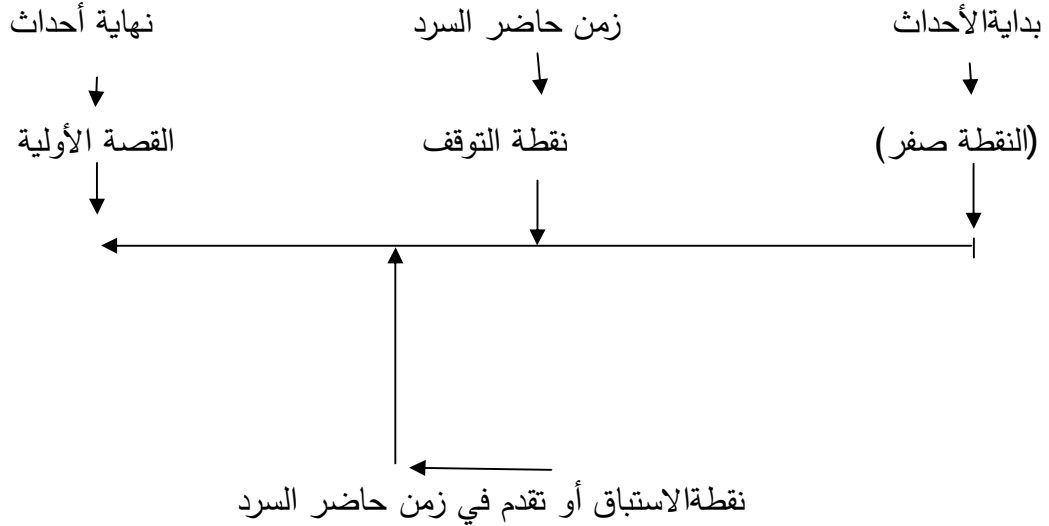 بدايةالأحداث
زمن حاضر السرد
نهاية أحداث
(النقطة صفر)
نقطة التوقف
القصة الأولية
نقطةالاستباق أو تقدم في زمن حاضر السرد